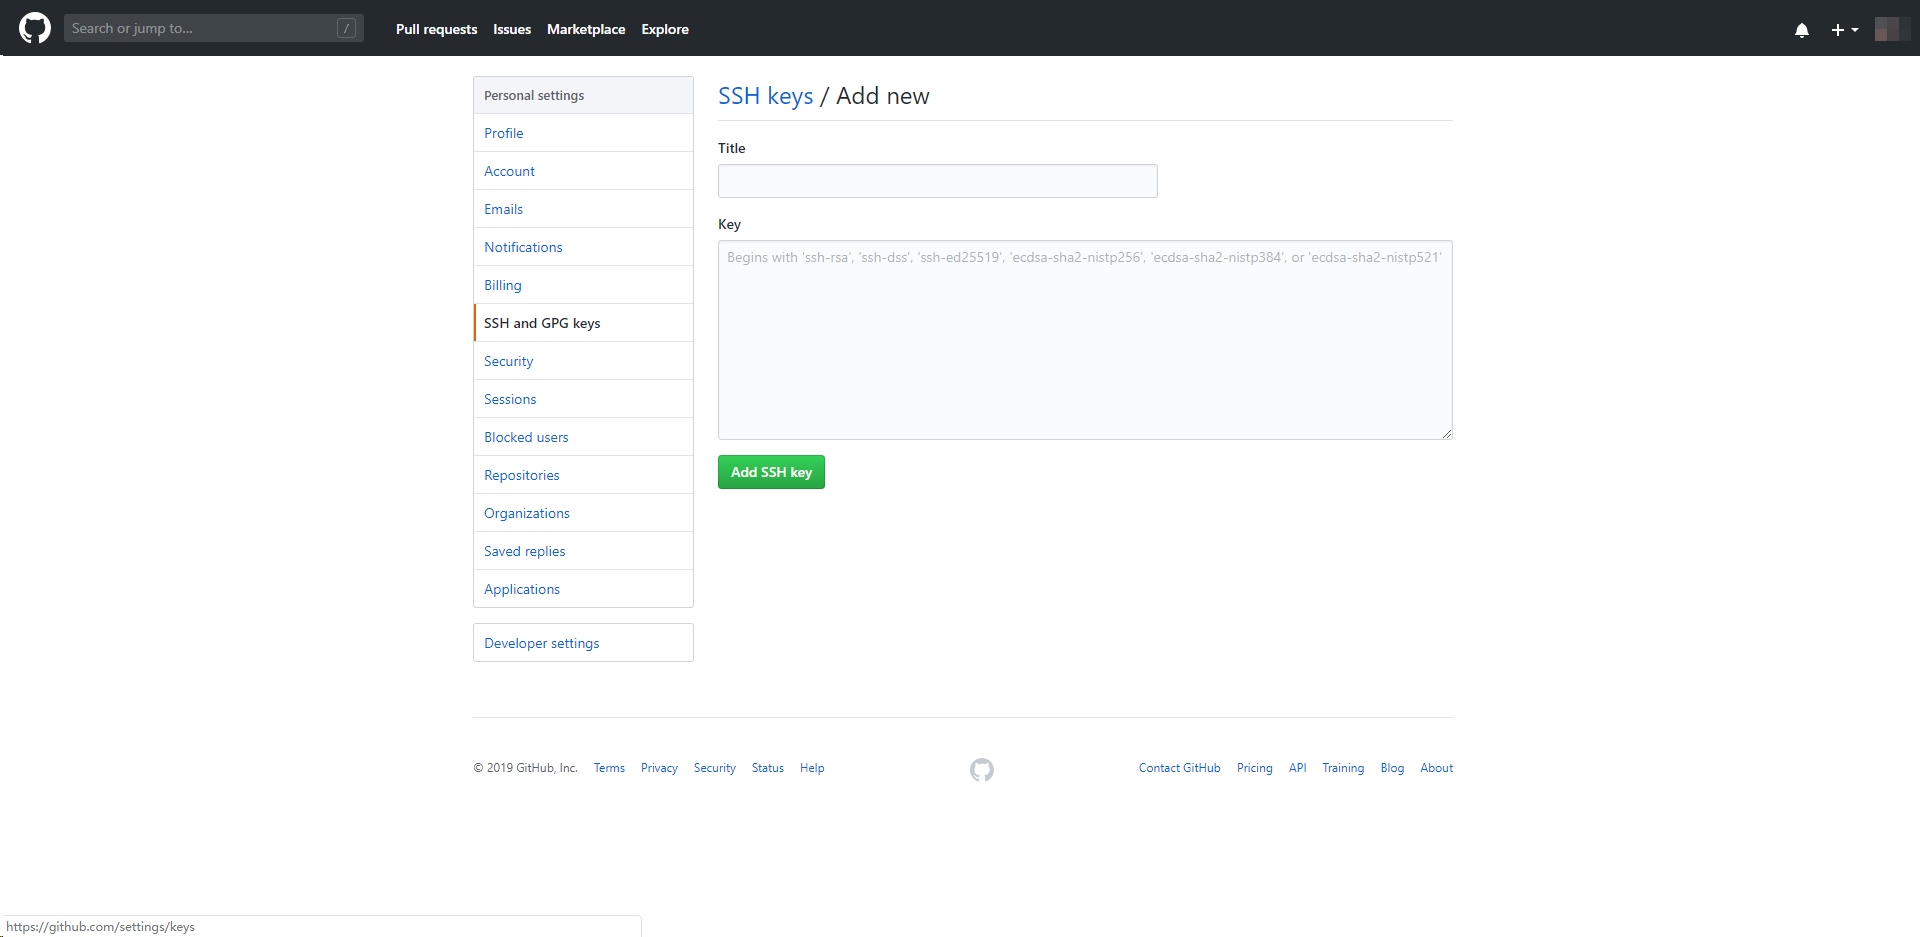 Search or jump to... /
Pull requests Issues Marketplace Explore
Personal settings
Profile
Account
Emails
Notifications
Billing
SSH and GPG keys
Security
Sessions
Blocked users
Repositories
Organizations
Saved replies
Applications
Developer settings
SSH keys / Add new
Title
Key
Begins with 'ssh-rsa', 'ssh-dss', 'ssh-ed25519', 'ecdsa-sha2-nistp256', 'ecdsa-sha2-nistp384', or 'ecdsa-sha2-nistp521'
Add SSH key
© 2019 GitHub, Inc. Terms Privacy Security Status Help
Contact GitHub Pricing API Training Blog About
https://github.com/settings/keys